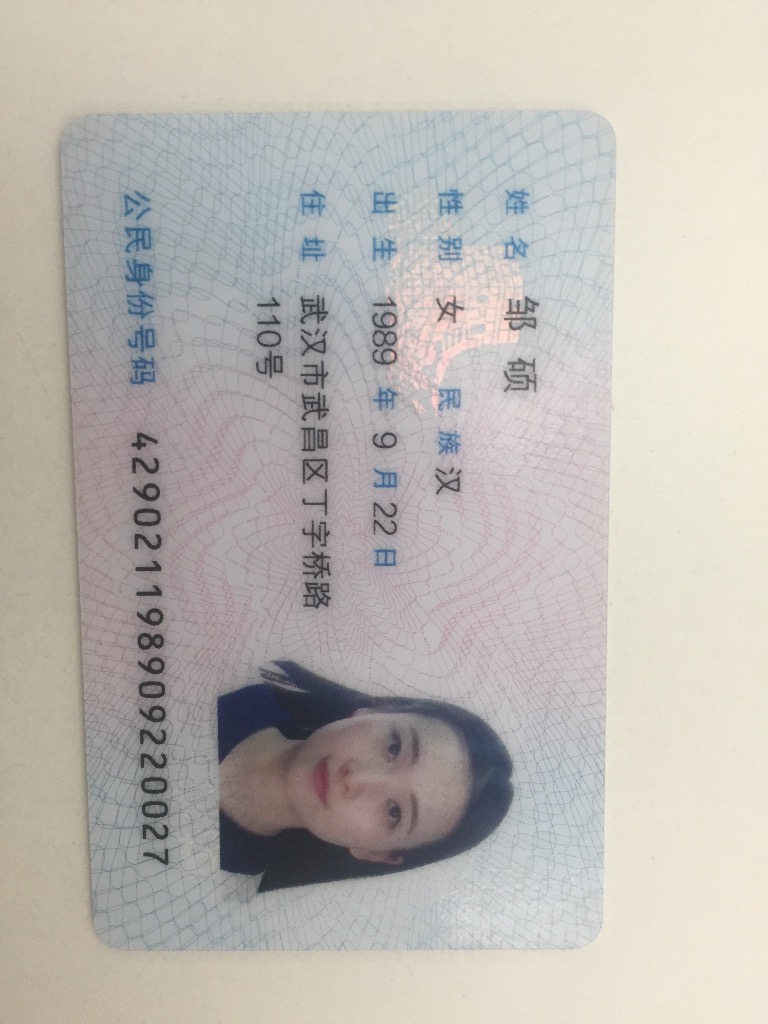 姓名 邹硕
性别 女 民族 汉
出生 1989 年 9 月 22 日
住址 武汉市武昌区丁字桥路
110号
公民身份号码 429021198909220027